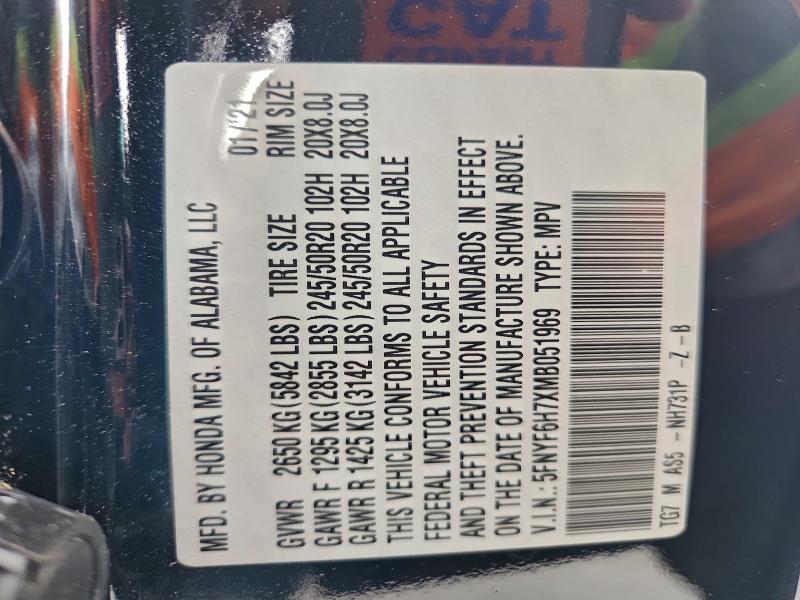 MFD. BY HONDA MFG. OF ALABAMA, LLC 01/21
GVWR 2650 KG (5842 LBS) TIRE SIZE RIM SIZE
GAWR F 1295 KG (2855 LBS) 245/50R20 102H 20X8.0J
GAWR R 1425 KG (3142 LBS) 245/50R20 102H 20X8.0J
THIS VEHICLE CONFORMS TO ALL APPLICABLE
FEDERAL MOTOR VEHICLE SAFETY
AND THEFT PREVENTION STANDARDS IN EFFECT
ON THE DATE OF MANUFACTURE SHOWN ABOVE.
V.I.N.: 5FNYF6H7XMB051969 TYPE: MPV
TG7 M AS5 -NH731P -Z -B